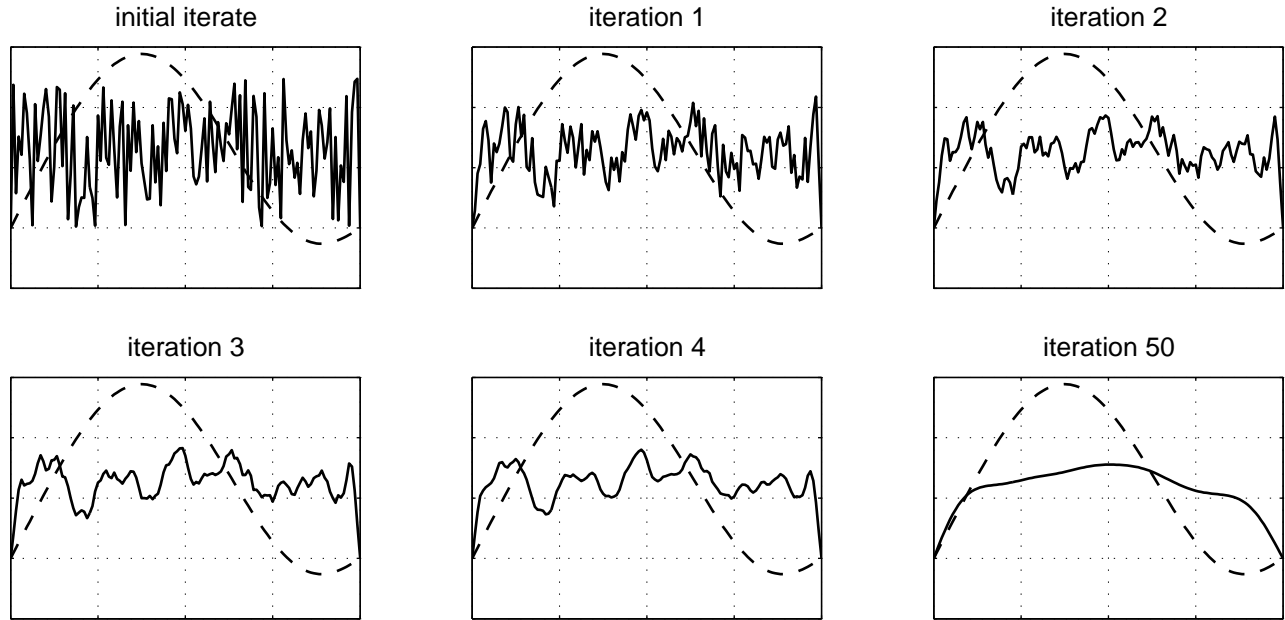 initial iterate
iteration 1
iteration 2
iteration 3
iteration 4
iteration 50